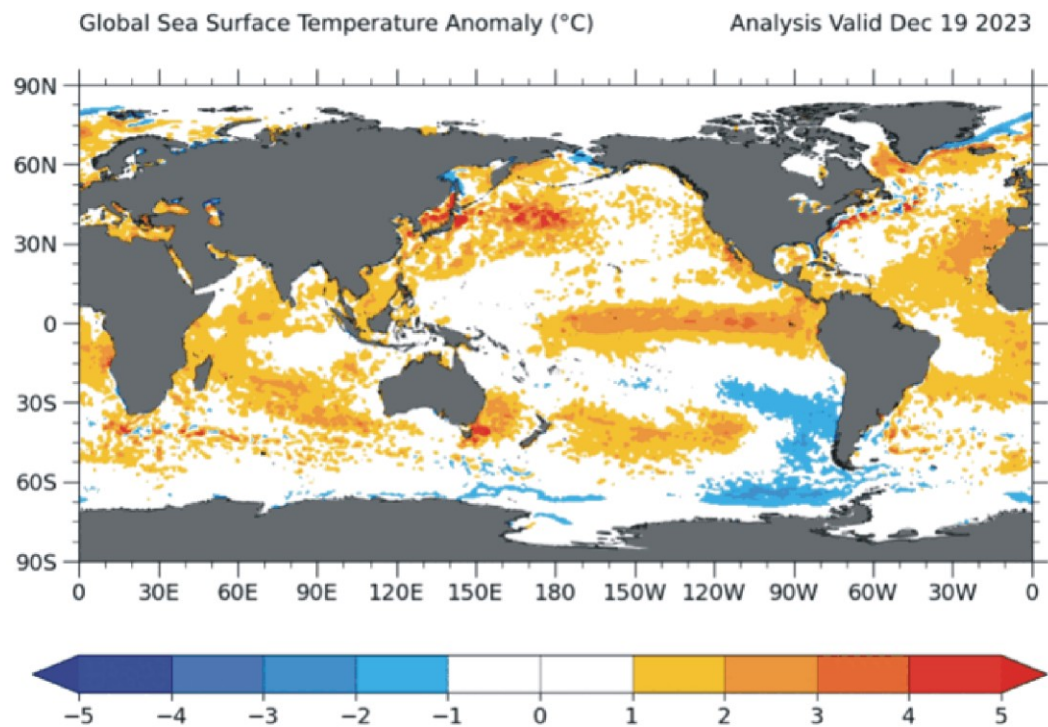 Global Sea Surface Temperature Anomaly (°C) Analysis Valid Dec 19 2023
90N
60N
30N
0
30S
60S
90S
0 30E 60E 90E 120E 150E 180 150W 120W 90W 60W 30W 0
−5 −4 −3 −2 −1 0 1 2 3 4 5